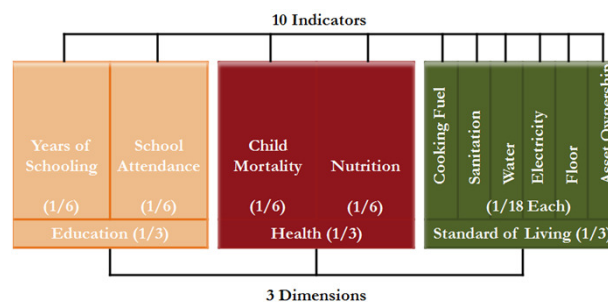 10 Indicators
Years of
Schooling
(1/6)
School
Attendance
(1/6)
Education (1/3)
Child
Mortality
(1/6)
Nutrition
(1/6)
Health (1/3)
Cooking Fuel
Sanitation
Water
Electricity
Floor
Asset Ownership
(1/18 Each)
Standard of Living (1/3)
3 Dimensions